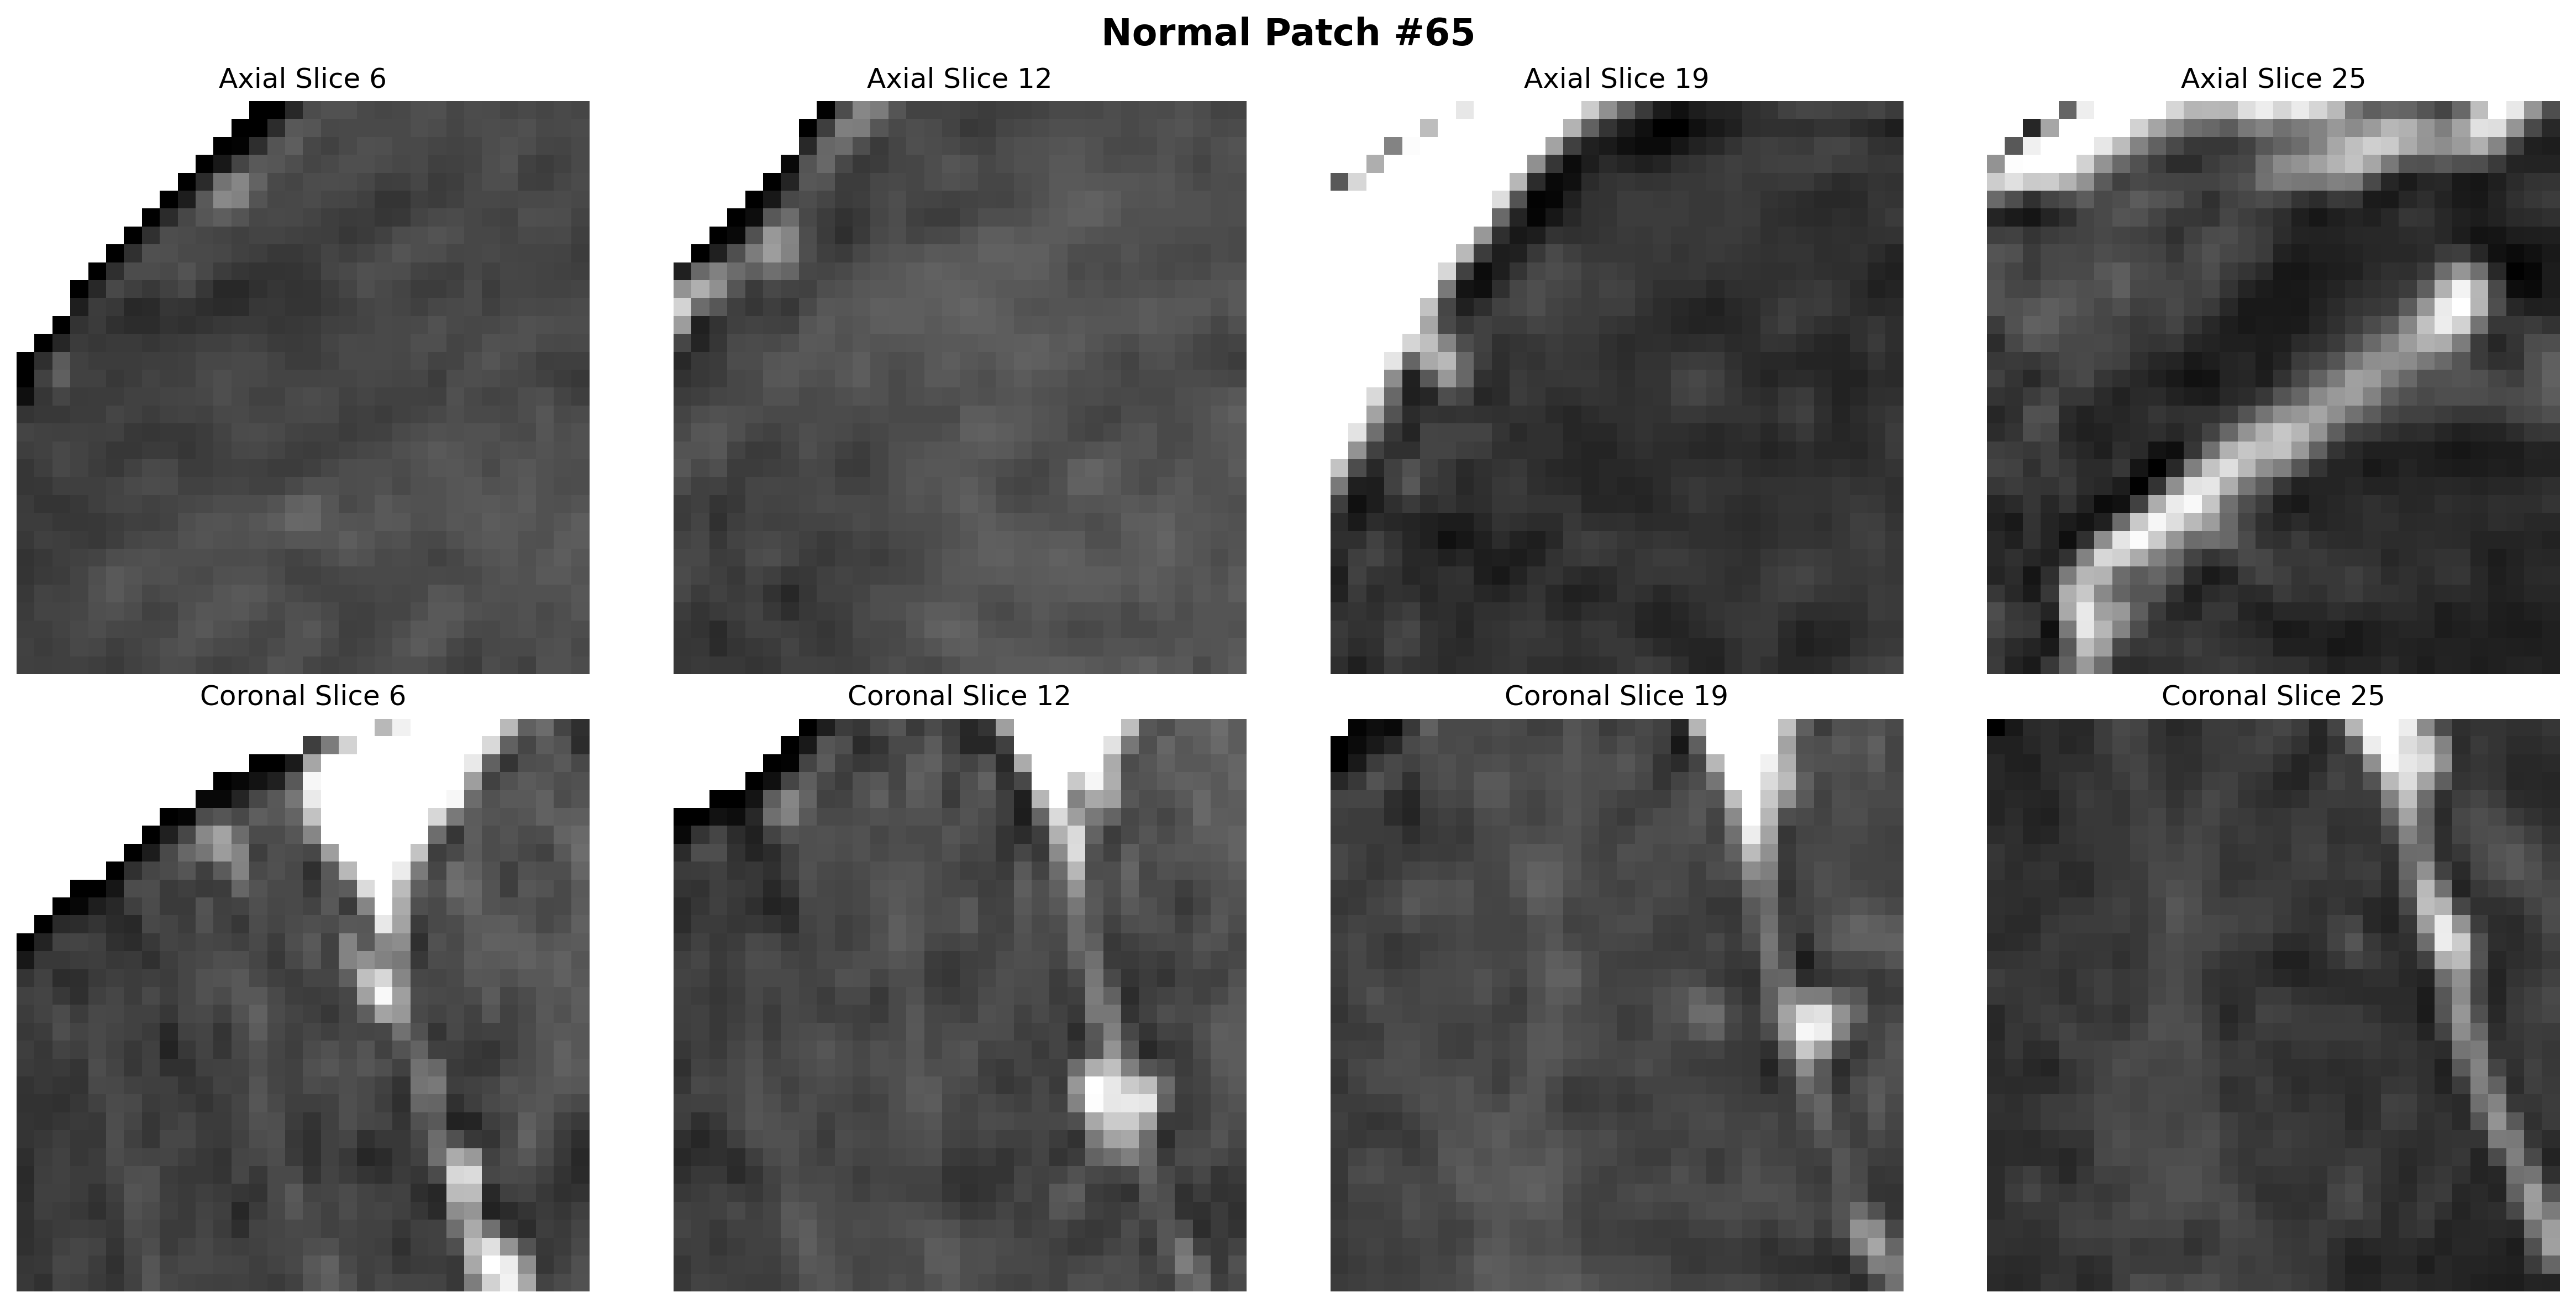 Normal Patch #65
Axial Slice 6
Axial Slice 12
Axial Slice 19
Axial Slice 25
Coronal Slice 6
Coronal Slice 12
Coronal Slice 19
Coronal Slice 25